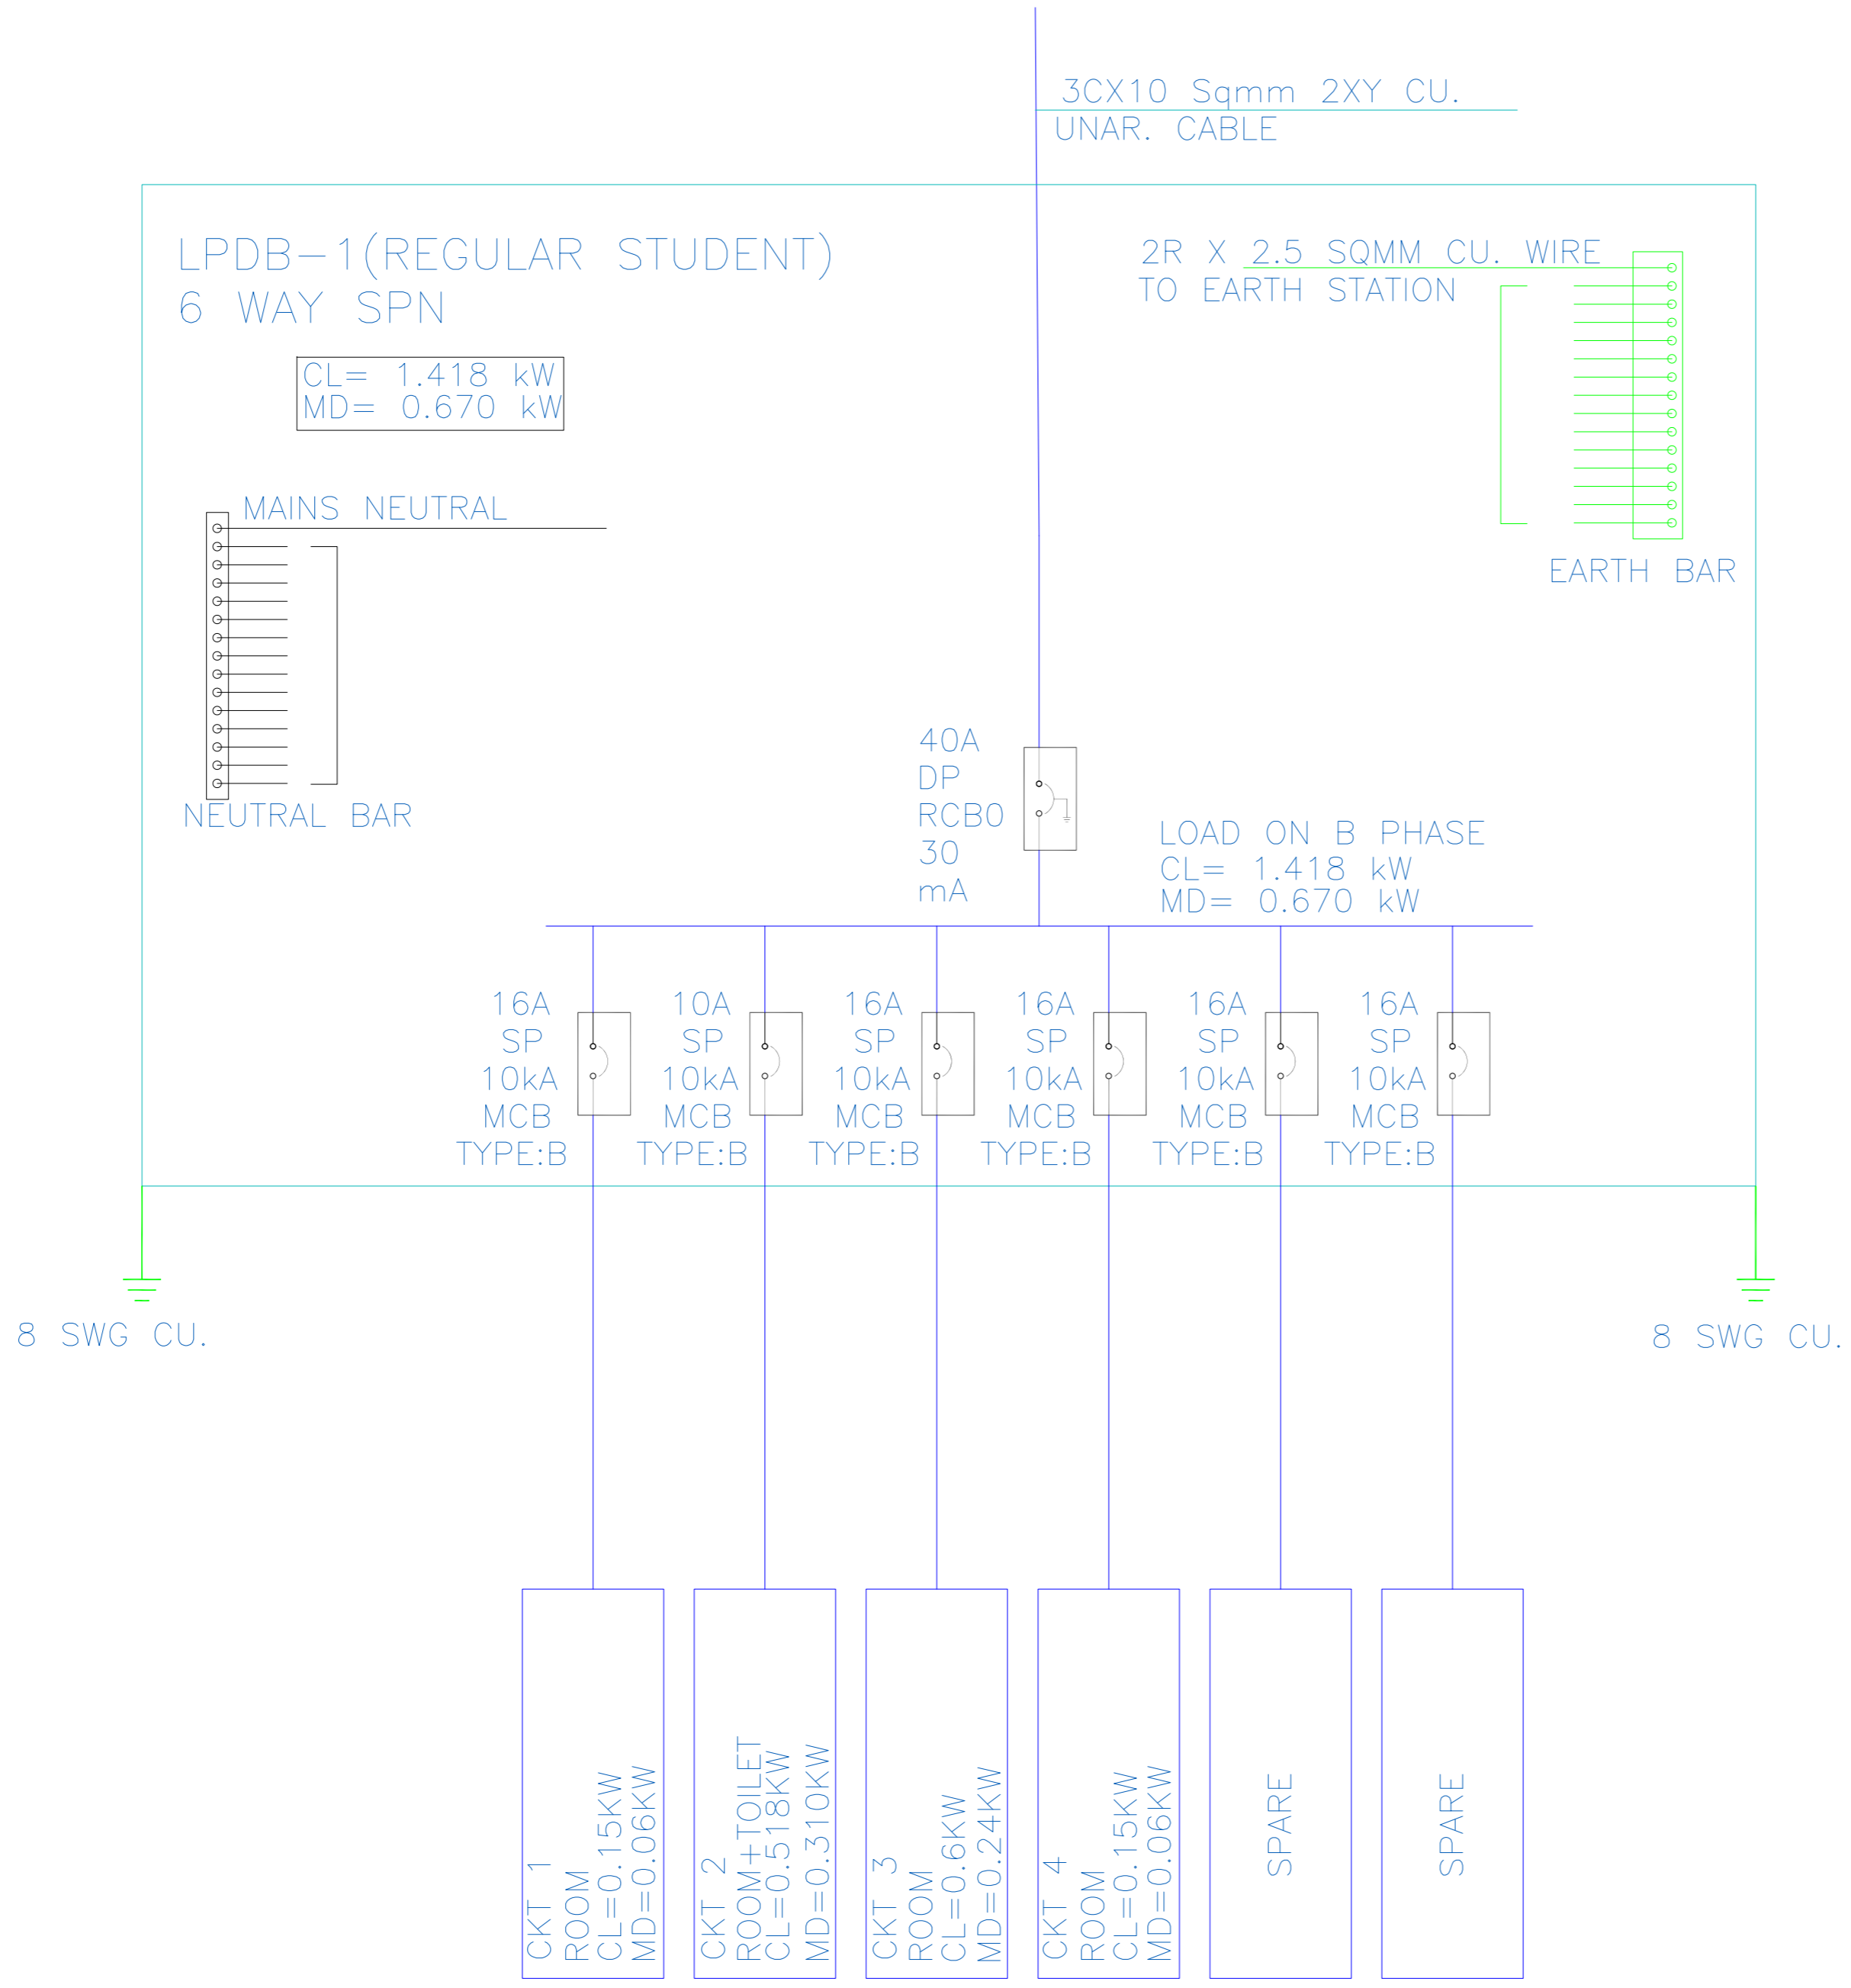 3CX10 Sqmm 2XY CU.
UNAR. CABLE
LPDB-1(REGULAR STUDENT)
6 WAY SPN
2R X 2.5 SQMM CU. WIRE
TO EARTH STATION
CL= 1.418 kW
MD= 0.670 kW
MAINS NEUTRAL
EARTH BAR
NEUTRAL BAR
40A
DP
RCBO
30
mA
LOAD ON B PHASE
CL= 1.418 kW
MD= 0.670 kW
16A
SP
10kA
MCB
TYPE:B
10A
SP
10kA
MCB
TYPE:B
16A
SP
10kA
MCB
TYPE:B
16A
SP
10kA
MCB
TYPE:B
16A
SP
10kA
MCB
TYPE:B
16A
SP
10kA
MCB
TYPE:B
8 SWG CU.
8 SWG CU.
CKT 1
ROOM
CL=0.15KW
MD=0.06KW
CKT 2
ROOM+TOILET
CL=0.518KW
MD=0.310KW
CKT 3
ROOM
CL=0.6KW
MD=0.24KW
CKT 4
ROOM
CL=0.15KW
MD=0.06KW
SPARE
SPARE